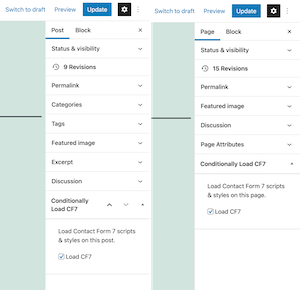 Switch to draft Preview Update
Post Block
Status & visibility
9 Revisions
Permalink
Categories
Tags
Featured image
Excerpt
Discussion
Conditionally
Load CF7
Load Contact Form 7 scripts
& styles on this post.
Load CF7
Switch to draft Preview Update
Page Block
Status & visibility
15 Revisions
Permalink
Featured image
Discussion
Page Attributes
Conditionally Load CF7
Load Contact Form 7 scripts
& styles on this page.
Load CF7